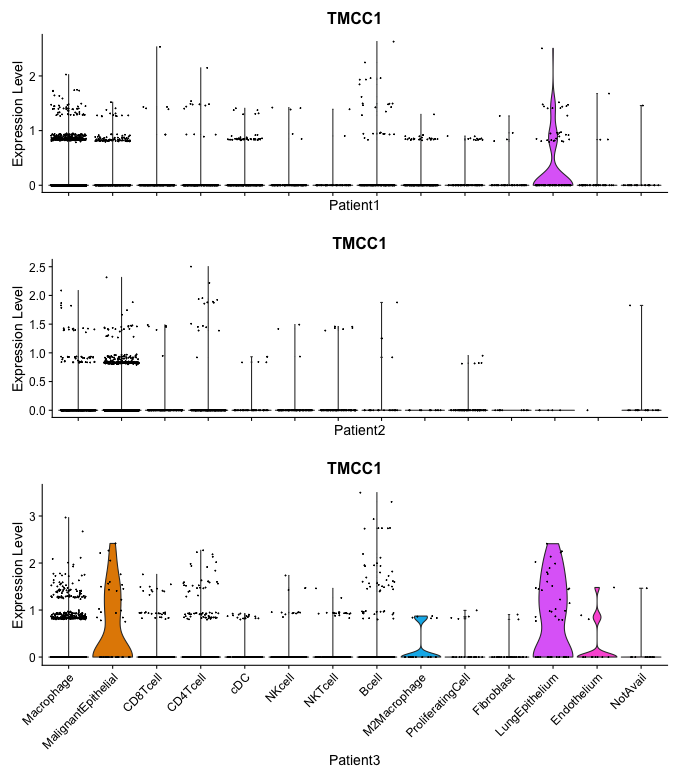 TMCC1
Expression Level
2
1
0
Patient1
TMCC1
Expression Level
2.5
2.0
1.5
1.0
0.5
0.0
Patient2
TMCC1
Expression Level
3
2
1
0
Macrophage
MalignantEpithelial
CD8Tcell
CD4Tcell
cDC
NKcell
NKTcell
Bcell
M2Macrophage
ProliferatingCell
Fibroblast
LungEpithelium
Endothelium
NotAvail
Patient3